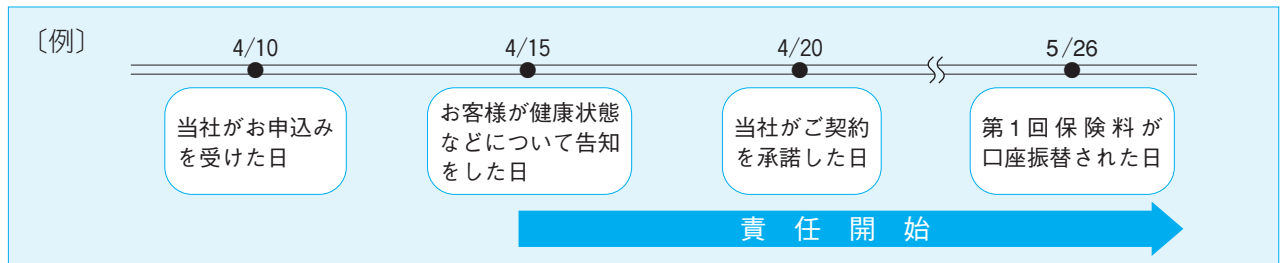 〔例〕
4/10
4/15
4/20
5/26
当社がお申込み
を受けた日
お客様が健康状態
などについて告知
をした日
当社がご契約
を承諾した日
第1回保険料が
口座振替された日
責任開始